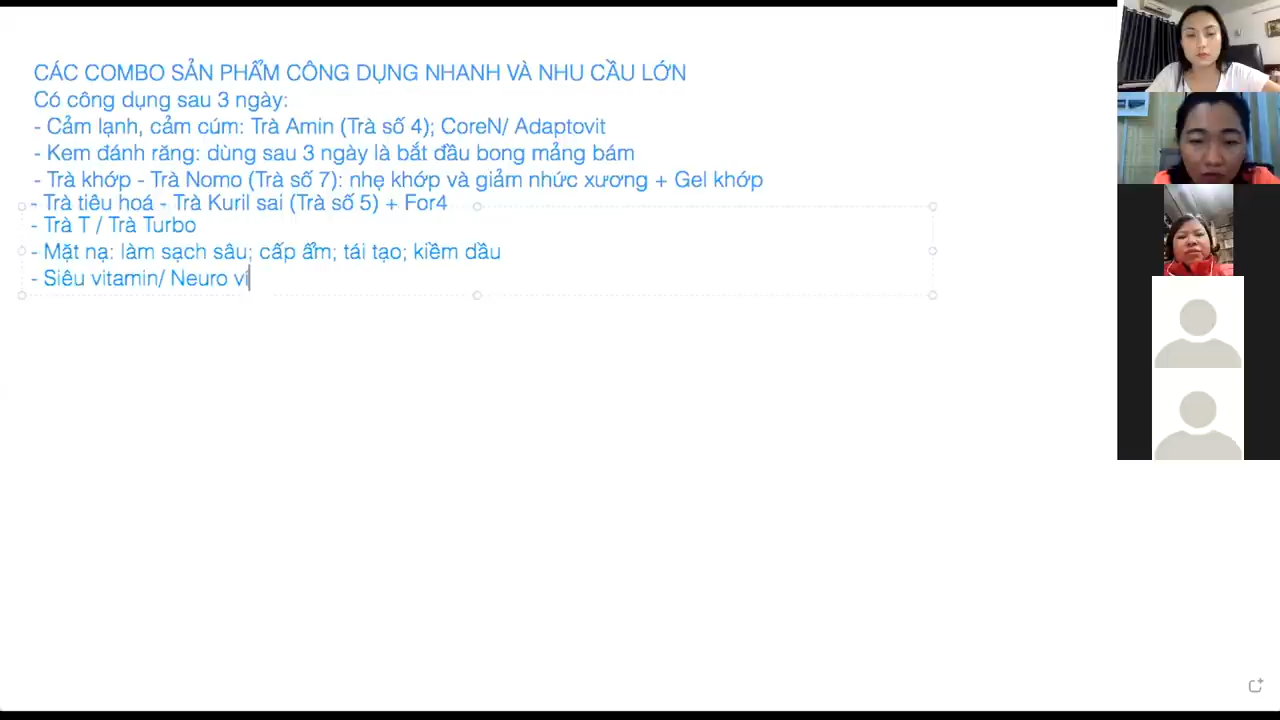 CÁC COMBO SẢN PHẨM CÔNG DỤNG NHANH VÀ NHU CẦU LỚN
Có công dụng sau 3 ngày:
- Cảm lạnh, cảm cúm: Trà Amin (Trà số 4); CoreN/ Adaptovit
- Kem đánh răng: dùng sau 3 ngày là bắt đầu bong mảng bám
- Trà khớp - Trà Nomo (Trà số 7): nhẹ khớp và giảm nhức xương + Gel khớp
- Trà tiêu hoá - Trà Kuril sai (Trà số 5) + For4
- Trà T / Trà Turbo
- Mặt nạ: làm sạch sâu; cấp ẩm; tái tạo; kiềm dầu
- Siêu vitamin/ Neuro vi